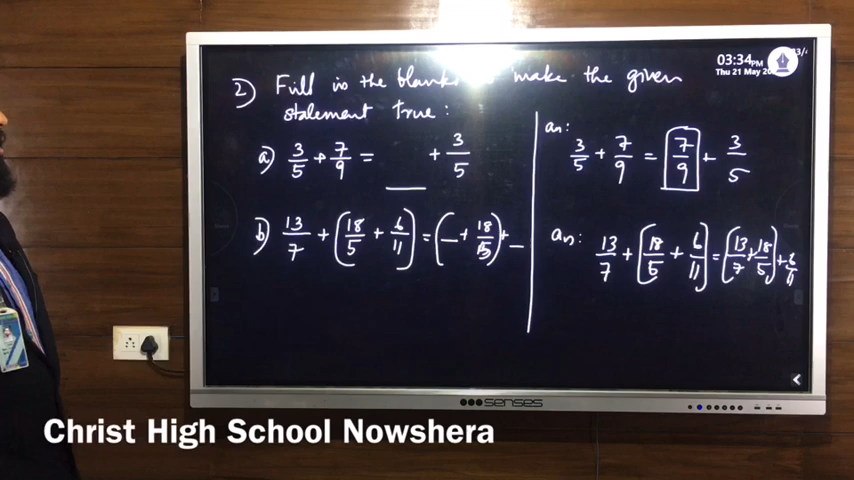 03:34PM
Thu 21 May
2) Fill in the blanks to make the given
statement true:
a) 3/5 + 7/9 = __ + 3/5
b) 13/7 + (18/5 + 6/11) = (_ + 18/5) + _
an:
3/5 + 7/9 = 7/9 + 3/5
an:
13/7 + (18/5 + 6/11) = (13/7 + 18/5) + 6/11
senses
Christ High School Nowshera